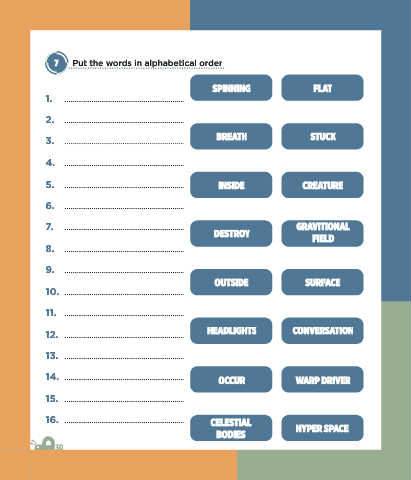 7 Put the words in alphabetical order
1.
2.
3.
4.
5.
6.
7.
8.
9.
10.
11.
12.
13.
14.
15.
16.
SPINNING FLAT
BREATH STUCK
INSIDE CREATURE
DESTROY GRAVITIONAL FIELD
OUTSIDE SURFACE
HEADLIGHTS CONVERSATION
OCCUR WARP DRIVER
CELESTIAL BODIES HYPER SPACE
30